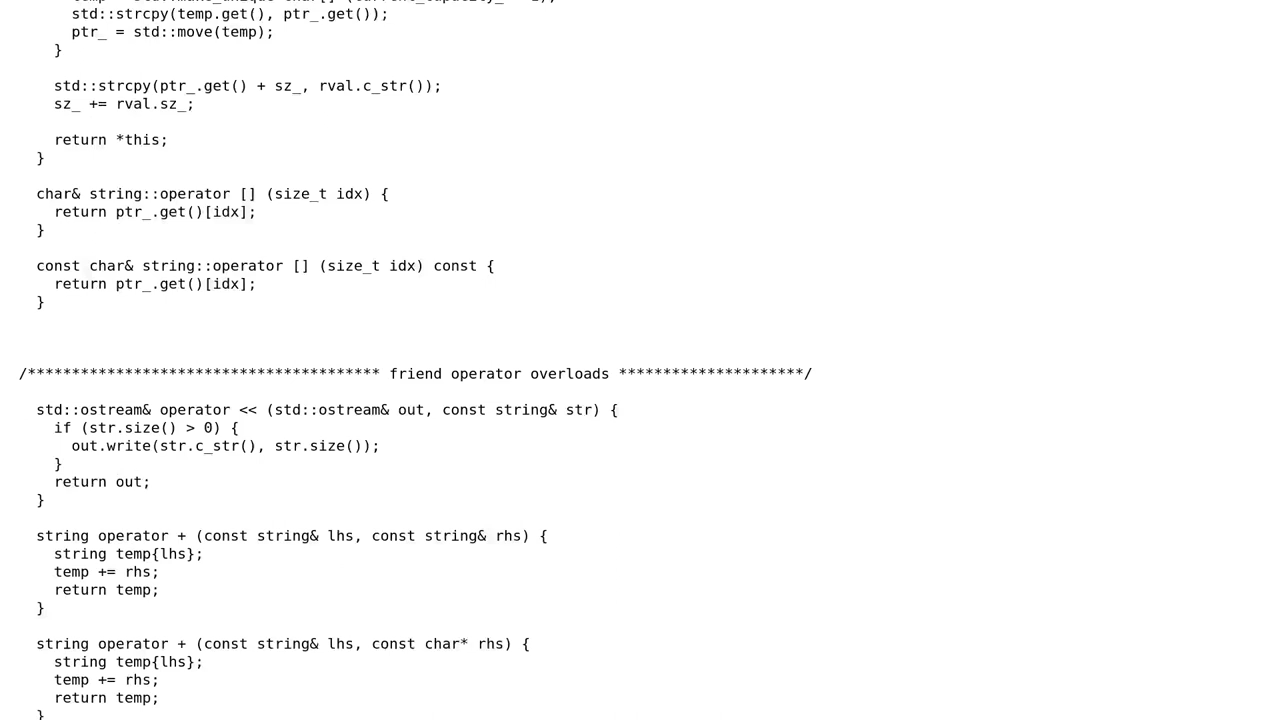 std::strcpy(temp.get(), ptr_.get());
ptr_ = std::move(temp);
}
std::strcpy(ptr_.get() + sz_, rval.c_str());
sz_ += rval.sz_;
return *this;
}
char& string::operator [] (size_t idx) {
return ptr_.get()[idx];
}
const char& string::operator [] (size_t idx) const {
return ptr_.get()[idx];
}
/**************************************** friend operator overloads *********************/
std::ostream& operator << (std::ostream& out, const string& str) {
if (str.size() > 0) {
out.write(str.c_str(), str.size());
}
return out;
}
string operator + (const string& lhs, const string& rhs) {
string temp{lhs};
temp += rhs;
return temp;
}
string operator + (const string& lhs, const char* rhs) {
string temp{lhs};
temp += rhs;
return temp;
}